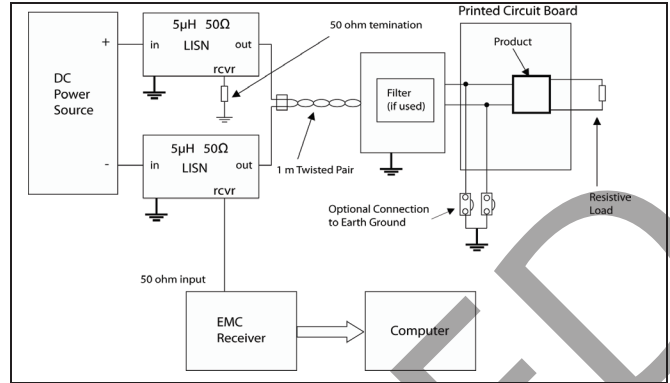 Printed Circuit Board
5µH 50Ω
in LISN out
rcvr
50 ohm temination
Product
+
DC
Power
Source
-
Filter
(if used)
5µH 50Ω
in LISN out
rcvr
1 m Twisted Pair
Optional Connection
to Earth Ground
Resistive
Load
50 ohm input
EMC
Receiver
Computer